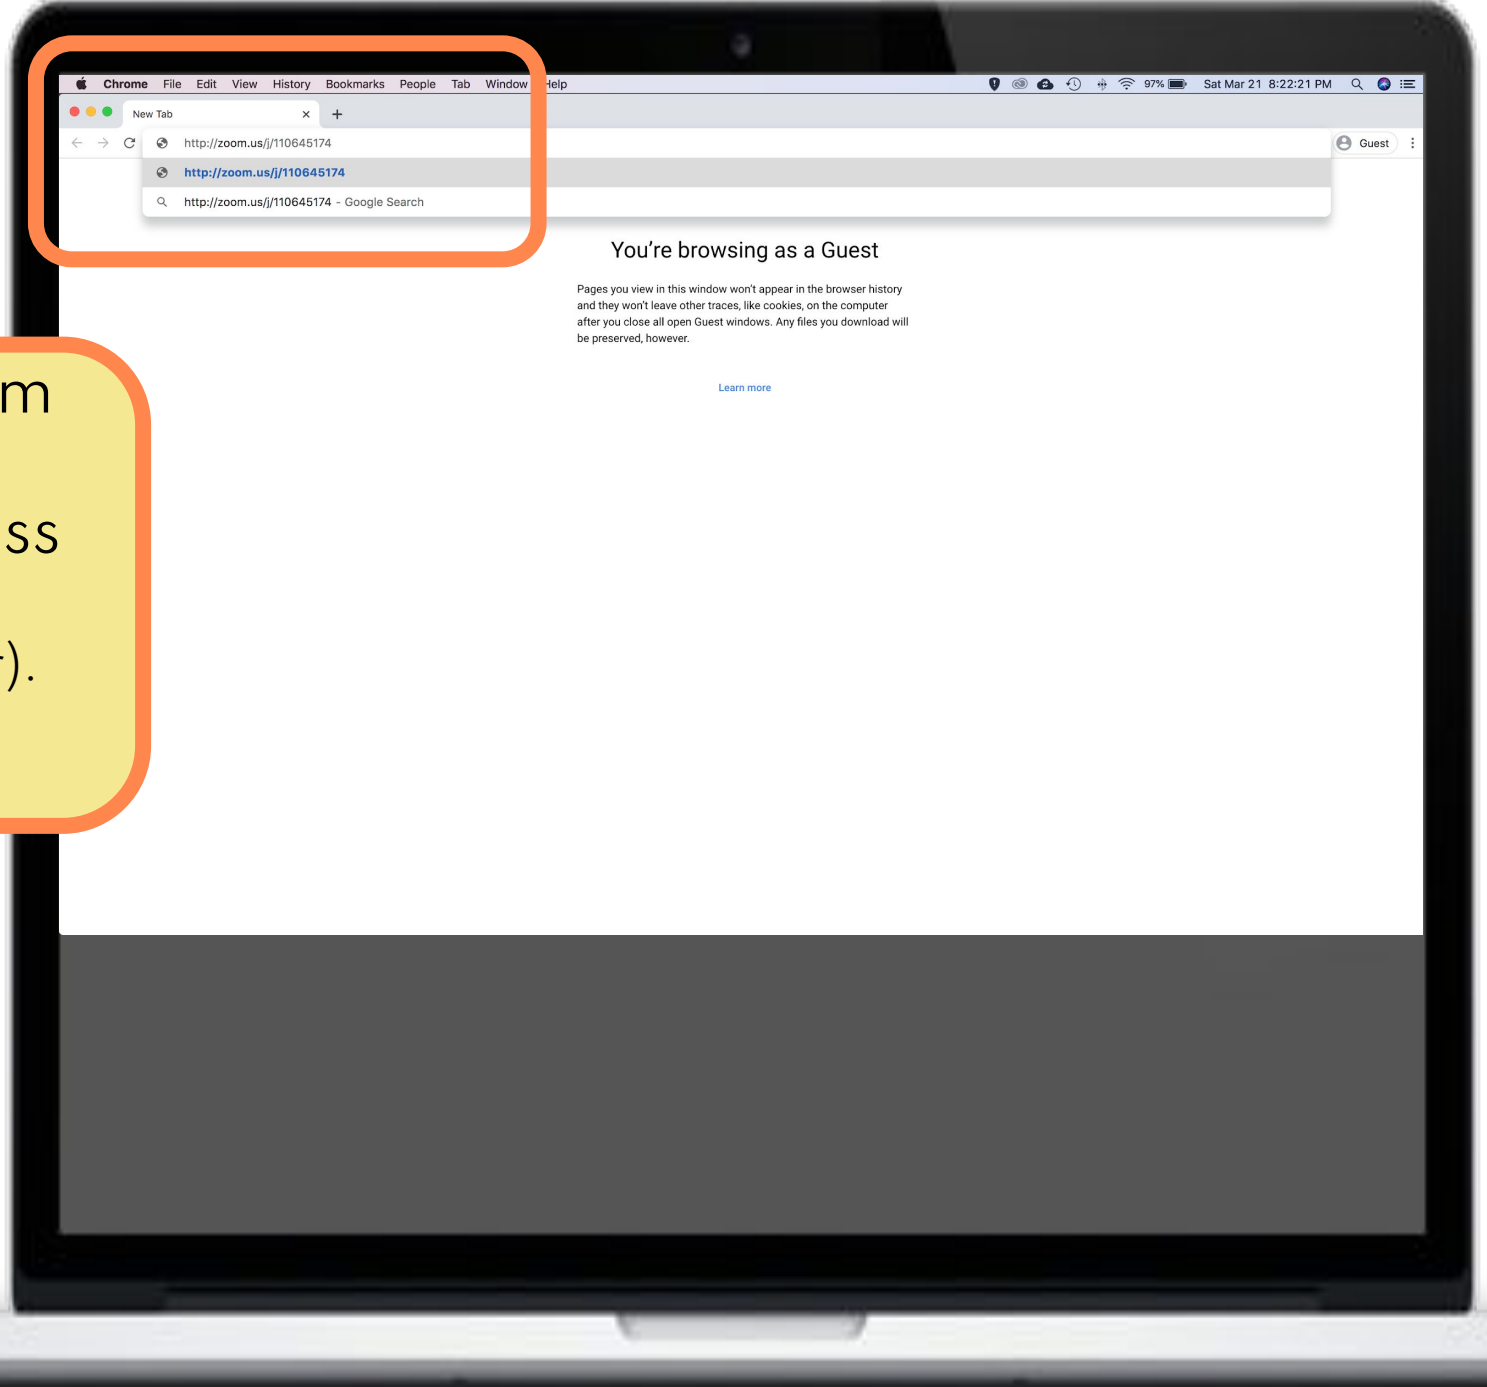 Chrome File Edit View History Bookmarks People Tab Window Help 97% Sat Mar 21 8:22:21 PM
New Tab
http://zoom.us/j/110645174 Guest
http://zoom.us/j/110645174
http://zoom.us/j/110645174 - Google Search
You're browsing as a Guest
Pages you view in this window won't appear in the browser history
and they won't leave other traces, like cookies, on the computer
after you close all open Guest windows. Any files you download will
be preserved, however.
Learn more
m
ss
).